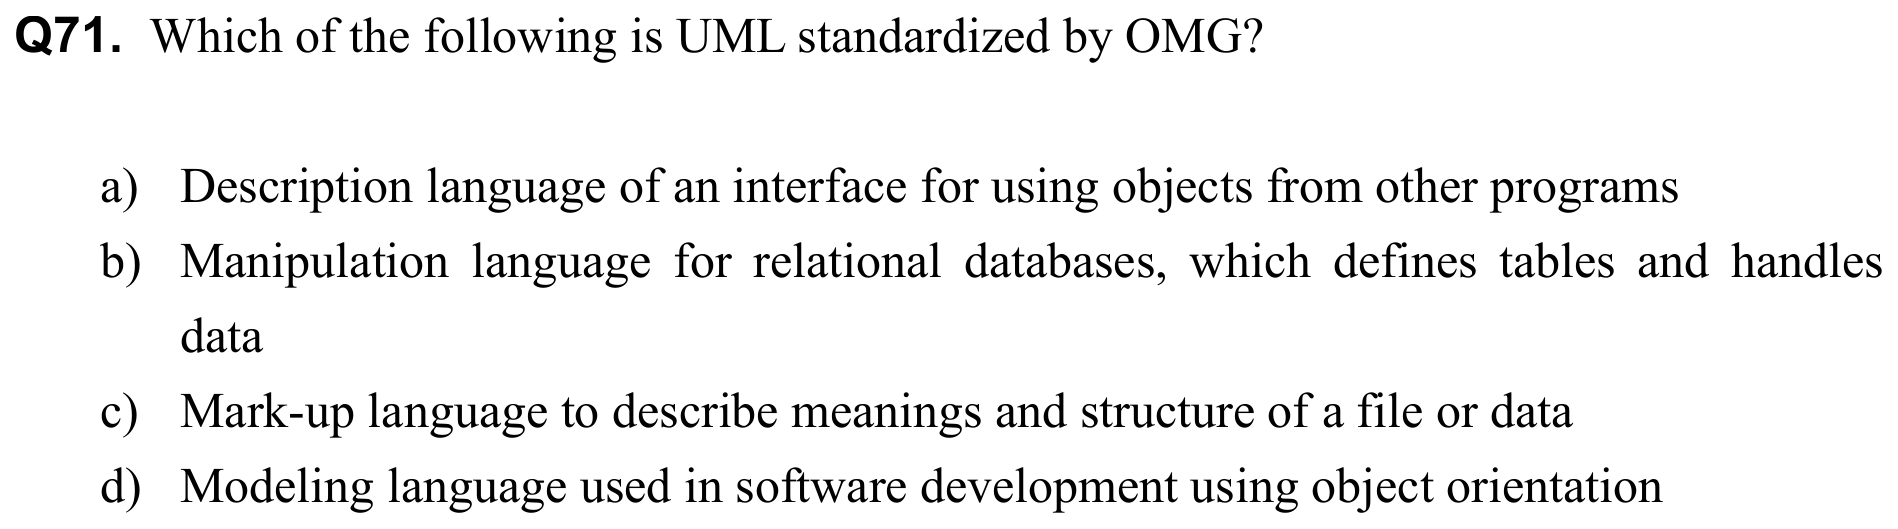 Q71. Which of the following is UML standardized by OMG?
a) Description language of an interface for using objects from other programs
b) Manipulation language for relational databases, which defines tables and handles
data
c) Mark-up language to describe meanings and structure of a file or data
d) Modeling language used in software development using object orientation